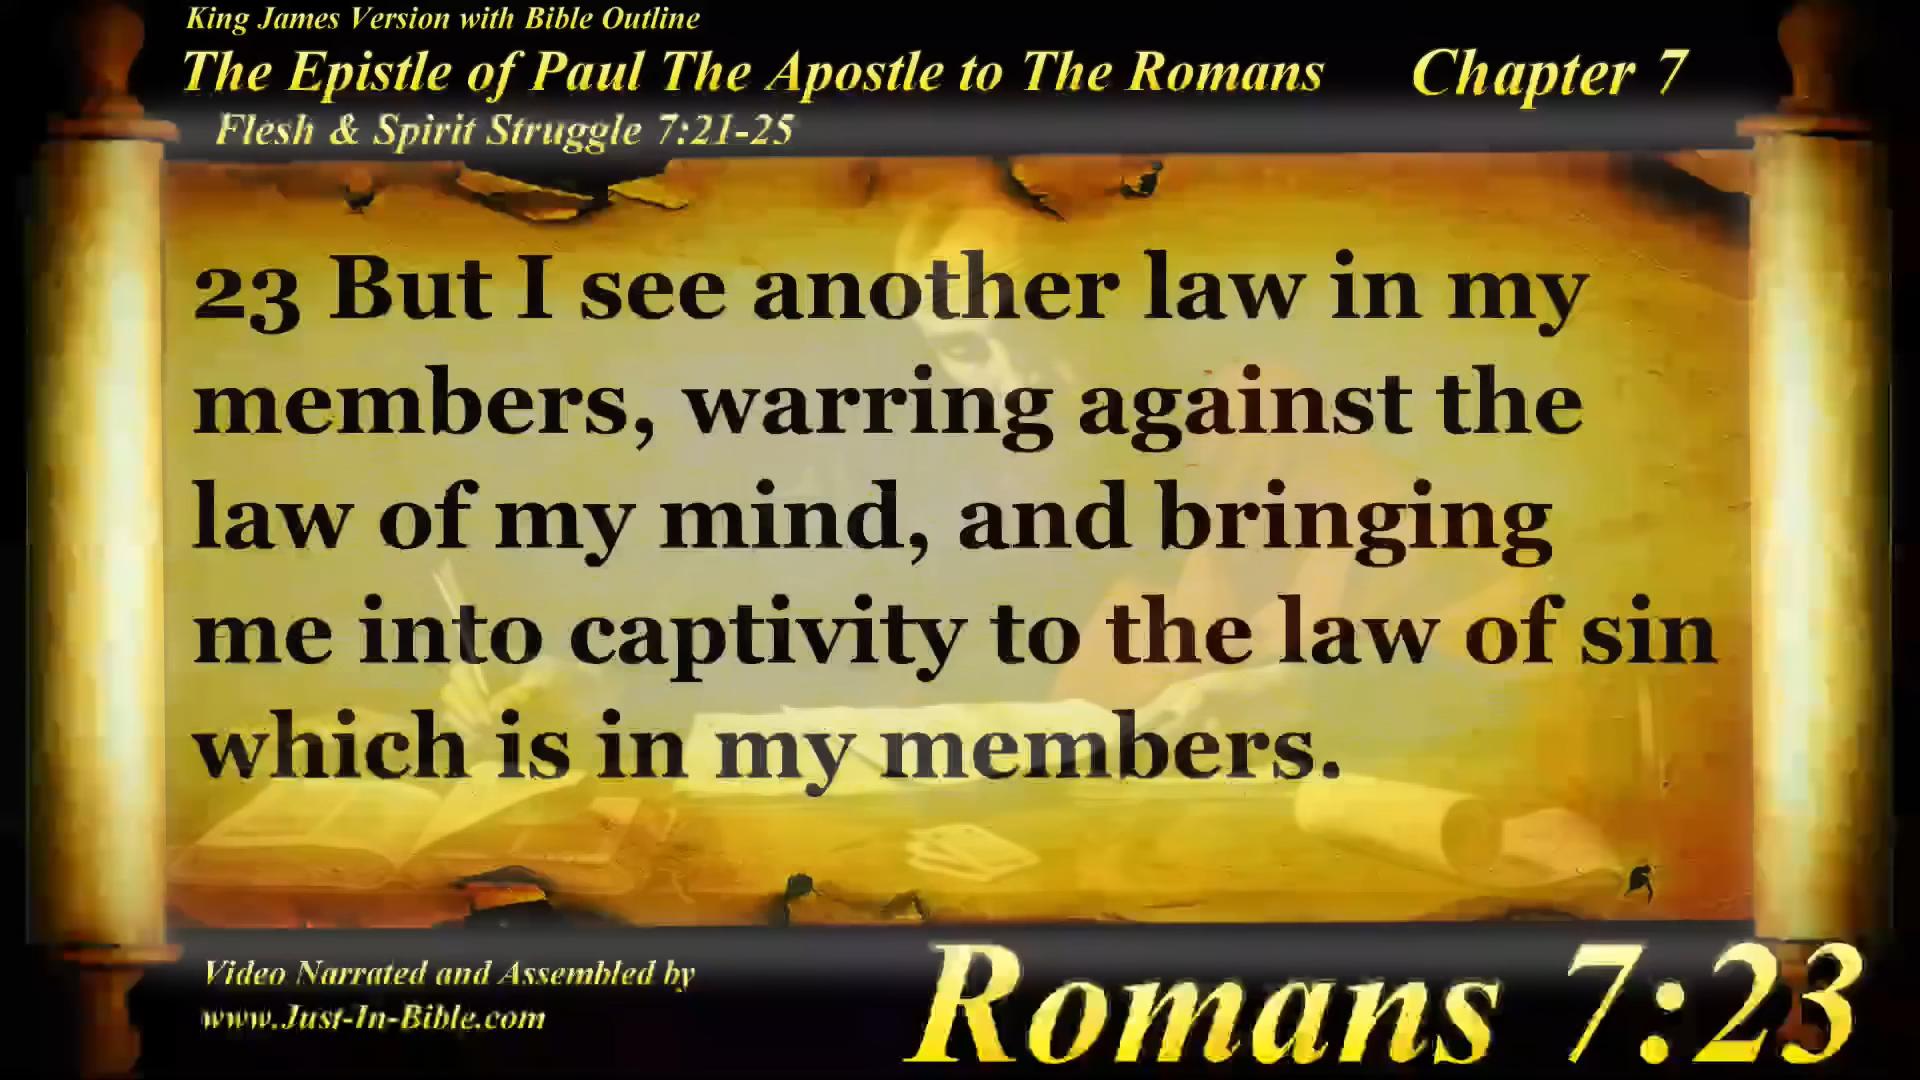 King James Version with Bible Outline
The Epistle of Paul The Apostle to The Romans Chapter 7
Flesh & Spirit Struggle 7:21-25
23 But I see another law in my
members, warring against the
law of my mind, and bringing
me into captivity to the law of sin
which is in my members.
Video Narrated and Assembled by
www.Just-In-Bible.com
Romans 7:23